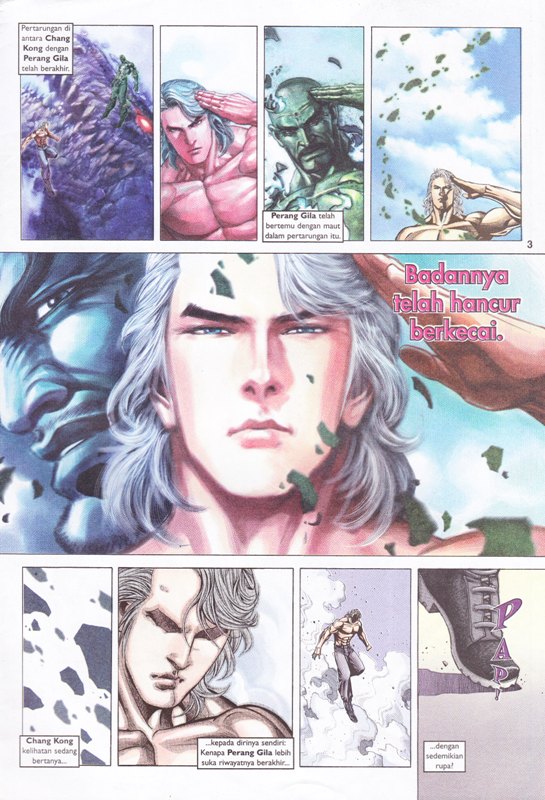 Pertarungan di
antara Chang
Kong dengan
Perang Gila
telah berakhir.
Perang Gila telah
bertemu dengan maut
dalam pertarungan itu.
3
Badannya
telah hancur
berkecai.
Chang Kong
kelihatan sedang
bertanya...
...kepada dirinya sendiri:
Kenapa Perang Gila lebih
suka riwayatnya berakhir...
PAP!
...dengan
sedemikian
rupa!